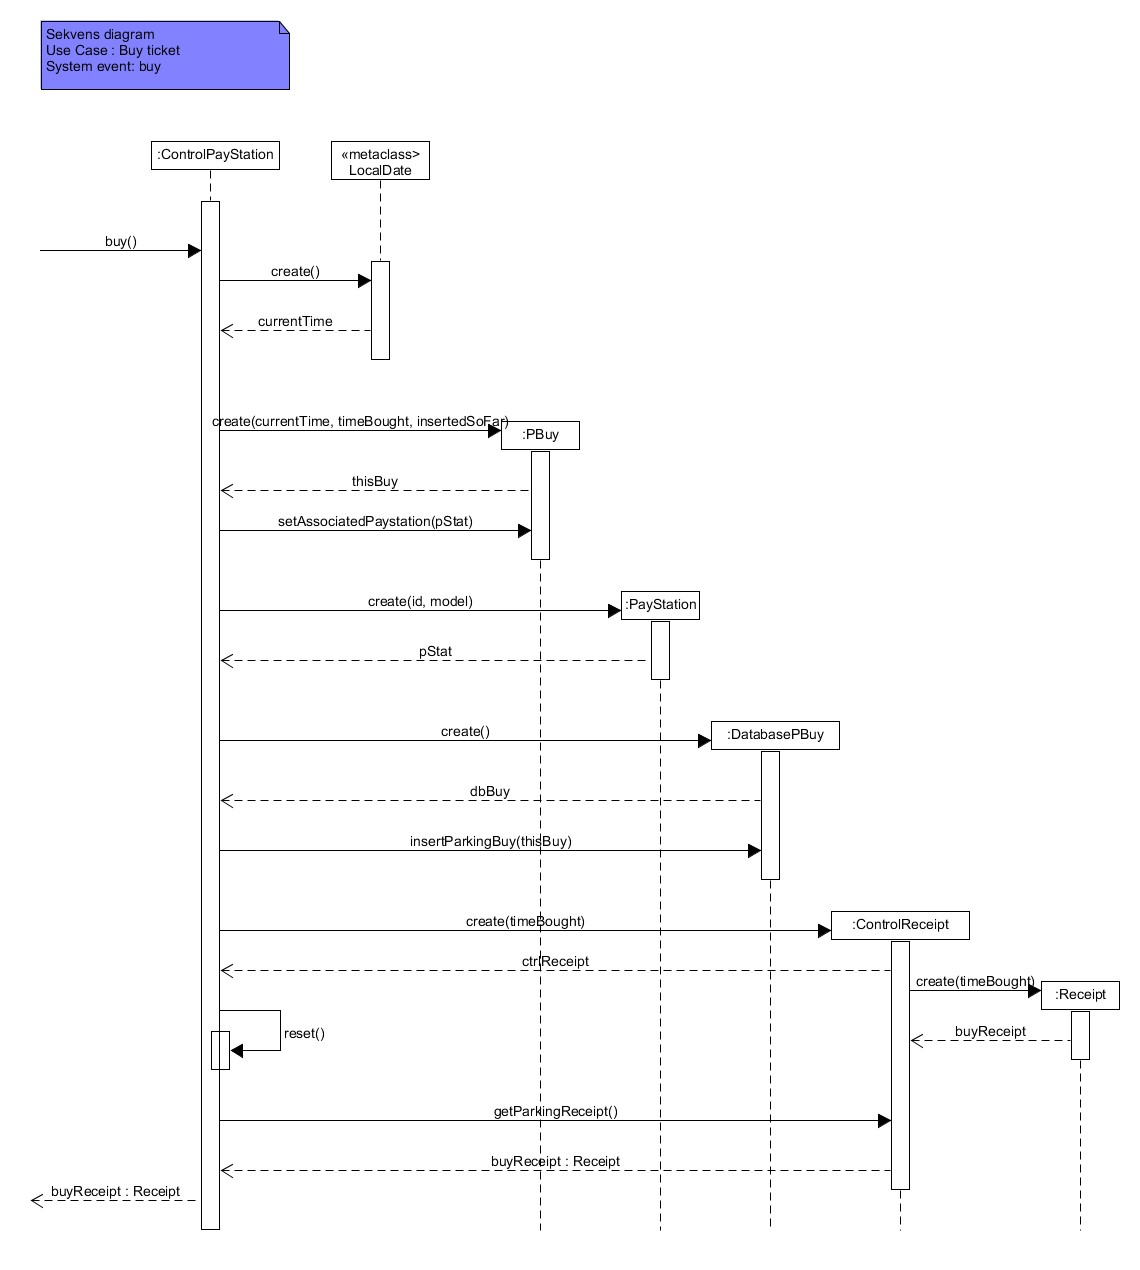 Sekvens diagram
Use Case : Buy ticket
System event: buy
:ControlPayStation
«metaclass>
LocalDate
buy()
create()
currentTime
create(currentTime, timeBought, insertedSoFar)
:PBuy
thisBuy
setAssociatedPaystation(pStat)
create(id, model)
:PayStation
pStat
create()
:DatabasePBuy
dbBuy
insertParkingBuy(thisBuy)
create(timeBought)
:ControlReceipt
ctrlReceipt
create(timeBought)
:Receipt
reset()
buyReceipt
getParkingReceipt()
buyReceipt : Receipt
buyReceipt : Receipt